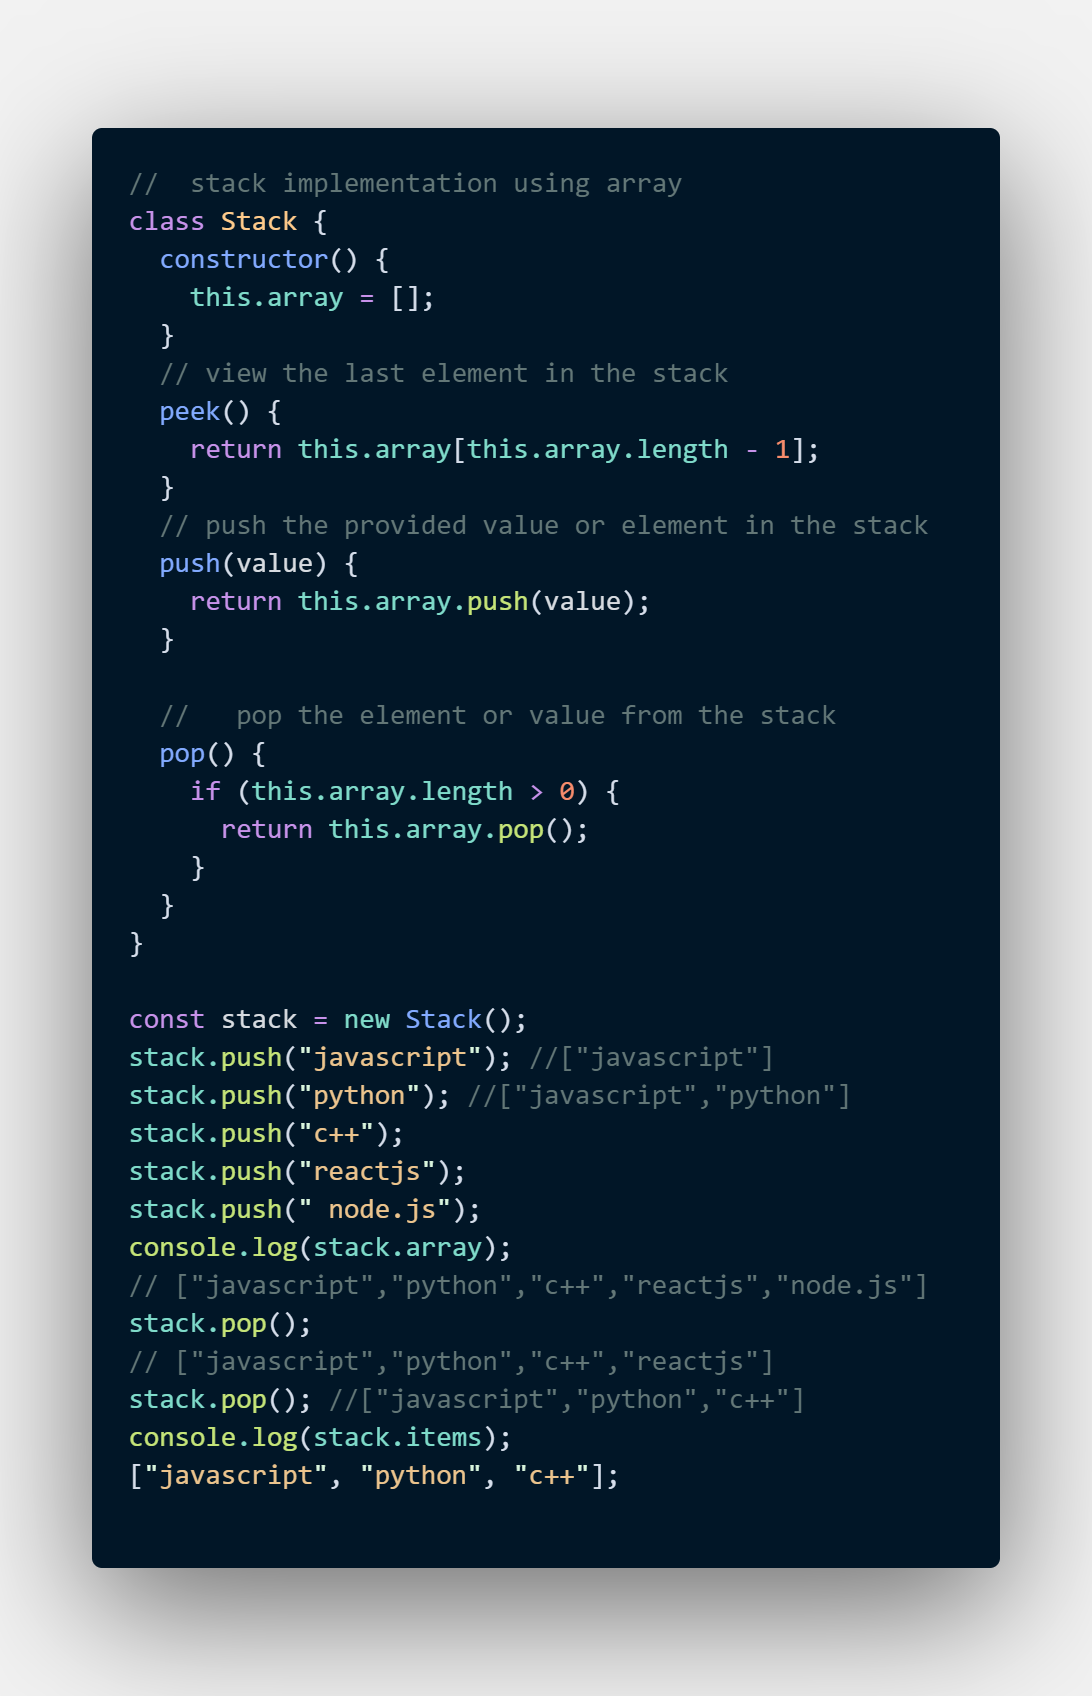 //  stack implementation using array
class Stack {
  constructor() {
    this.array = [];
  }
  // view the last element in the stack
  peek() {
    return this.array[this.array.length - 1];
  }
  // push the provided value or element in the stack
  push(value) {
    return this.array.push(value);
  }

  //   pop the element or value from the stack
  pop() {
    if (this.array.length > 0) {
      return this.array.pop();
    }
  }
}

const stack = new Stack();
stack.push("javascript"); //["javascript"]
stack.push("python"); //["javascript","python"]
stack.push("c++");
stack.push("reactjs");
stack.push(" node.js");
console.log(stack.array);
// ["javascript","python","c++","reactjs","node.js"]
stack.pop();
// ["javascript","python","c++","reactjs"]
stack.pop(); //["javascript","python","c++"]
console.log(stack.items);
["javascript", "python", "c++"];